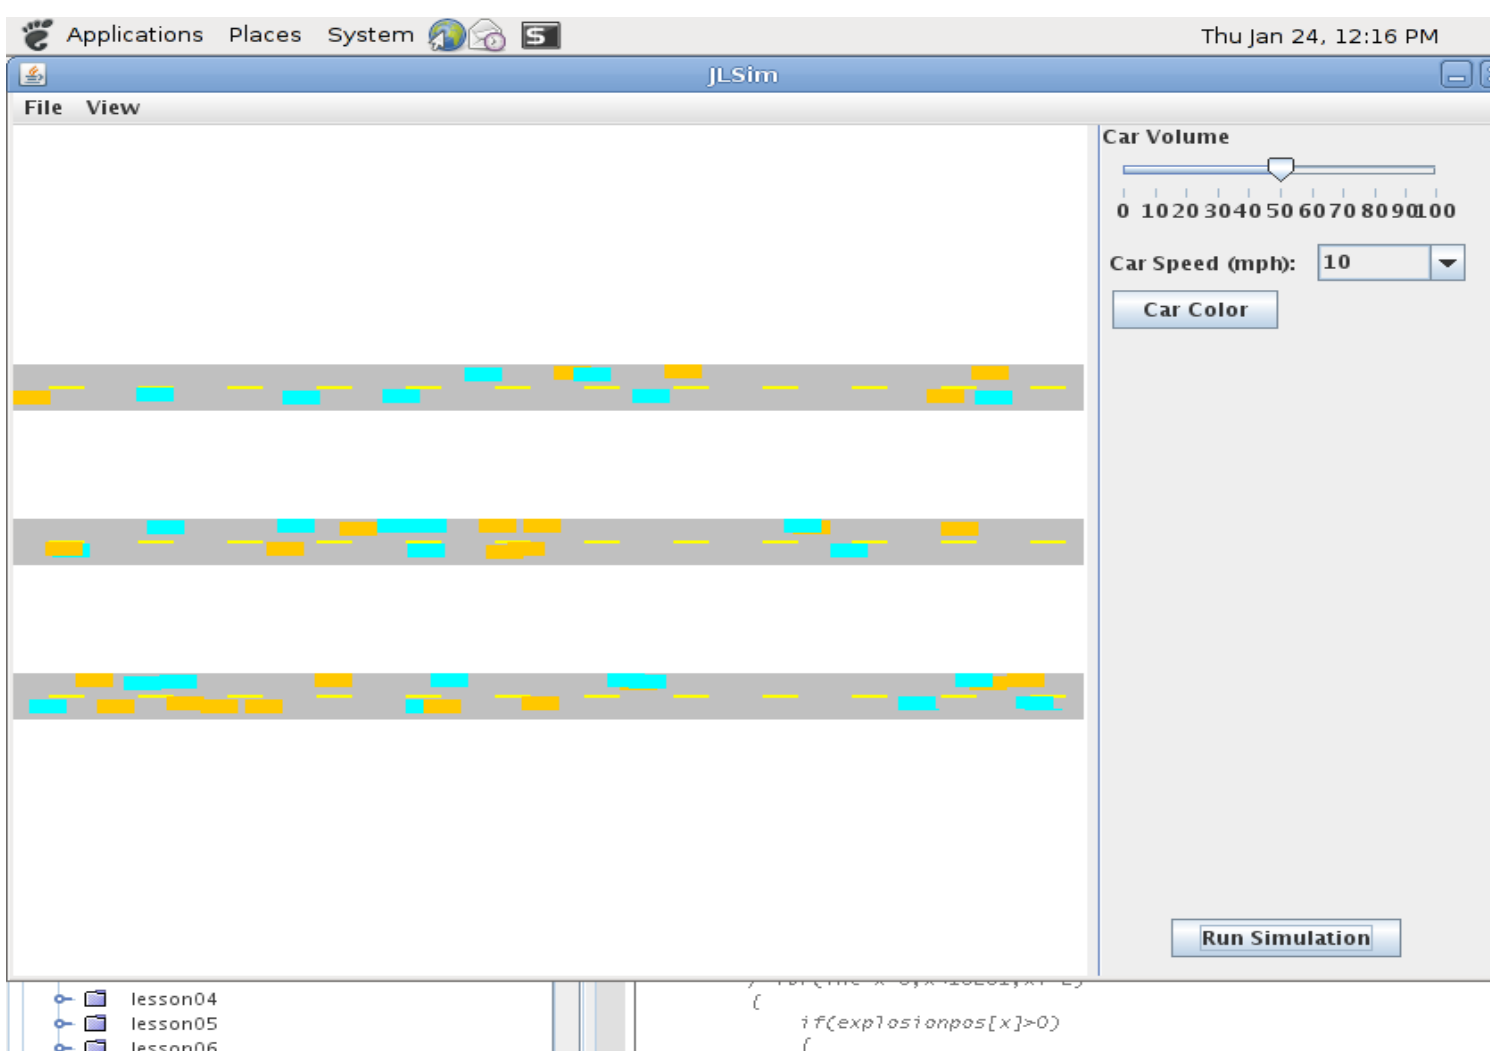 Applications Places System Thu Jan 24, 12:16 PM
JLSim
File View
Car Volume
0 10 20 30 40 50 60 70 80 90 100
Car Speed (mph): 10
Car Color
Run Simulation
lesson04
{
lesson05 if(explosionpos[x]>0)
lesson06 {